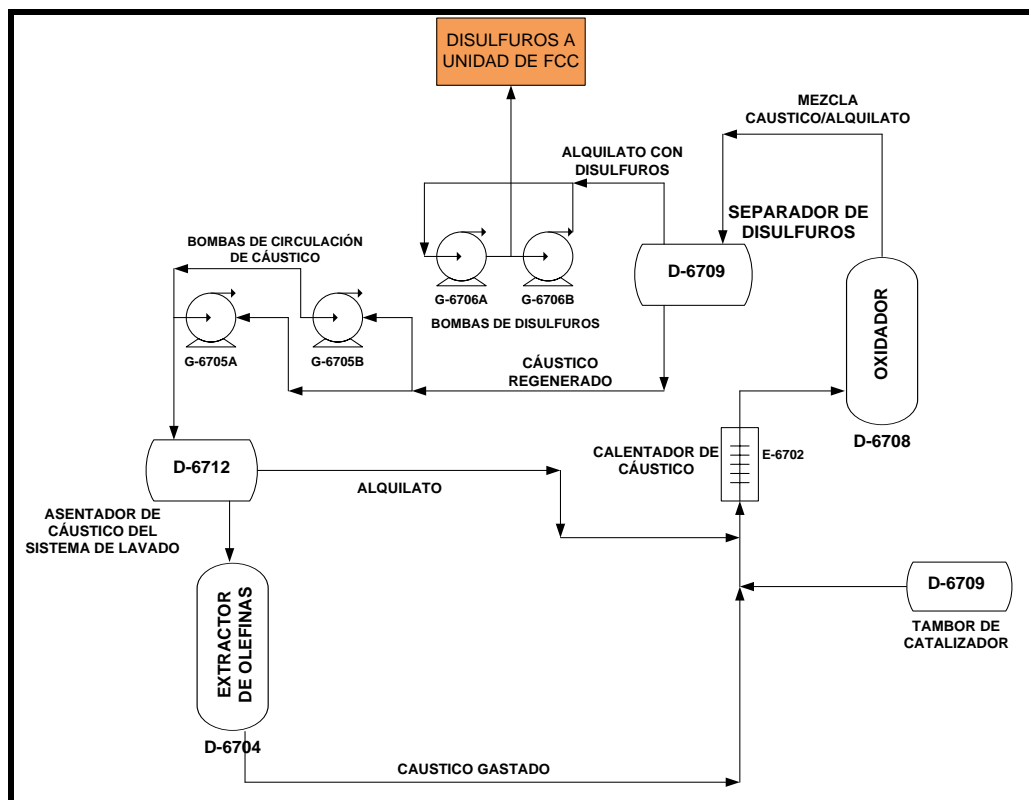 DISULFUROS A
UNIDAD DE FCC
MEZCLA
CAUSTICO/ALQUILATO
ALQUILATO CON
DISULFUROS
SEPARADOR DE
DISULFUROS
BOMBAS DE CIRCULACIÓN
DE CÁUSTICO
D-6709
G-6706A
G-6706B
BOMBAS DE DISULFUROS
OXIDADOR
G-6705A
G-6705B
CÁUSTICO
REGENERADO
D-6708
CALENTADOR DE
CÁUSTICO
E-6702
D-6712
ALQUILATO
ASENTADOR DE
CÁUSTICO DEL
SISTEMA DE LAVADO
D-6709
TAMBOR DE
CATALIZADOR
EXTRACTOR
DE OLEFINAS
D-6704
CAUSTICO GASTADO